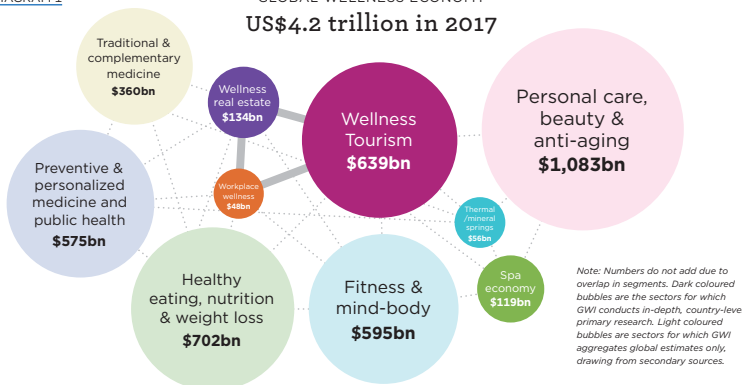 US$4.2 trillion in 2017
Traditional &
complementary
medicine
$360bn
Wellness
real estate
$134bn
Wellness
Tourism
$639bn
Personal care,
beauty &
anti-aging
$1,083bn
Preventive &
personalized
medicine and
public health
$575bn
Workplace
wellness
$48bn
Thermal
/mineral
springs
$56bn
Healthy
eating, nutrition
& weight loss
$702bn
Fitness &
mind-body
$595bn
Spa
economy
$119bn
Note: Numbers do not add due to
overlap in segments. Dark coloured
bubbles are the sectors for which
GWI conducts in-depth, country-leve
primary research. Light coloured
bubbles are sectors for which GWI
aggregates global estimates only,
drawing from secondary sources.